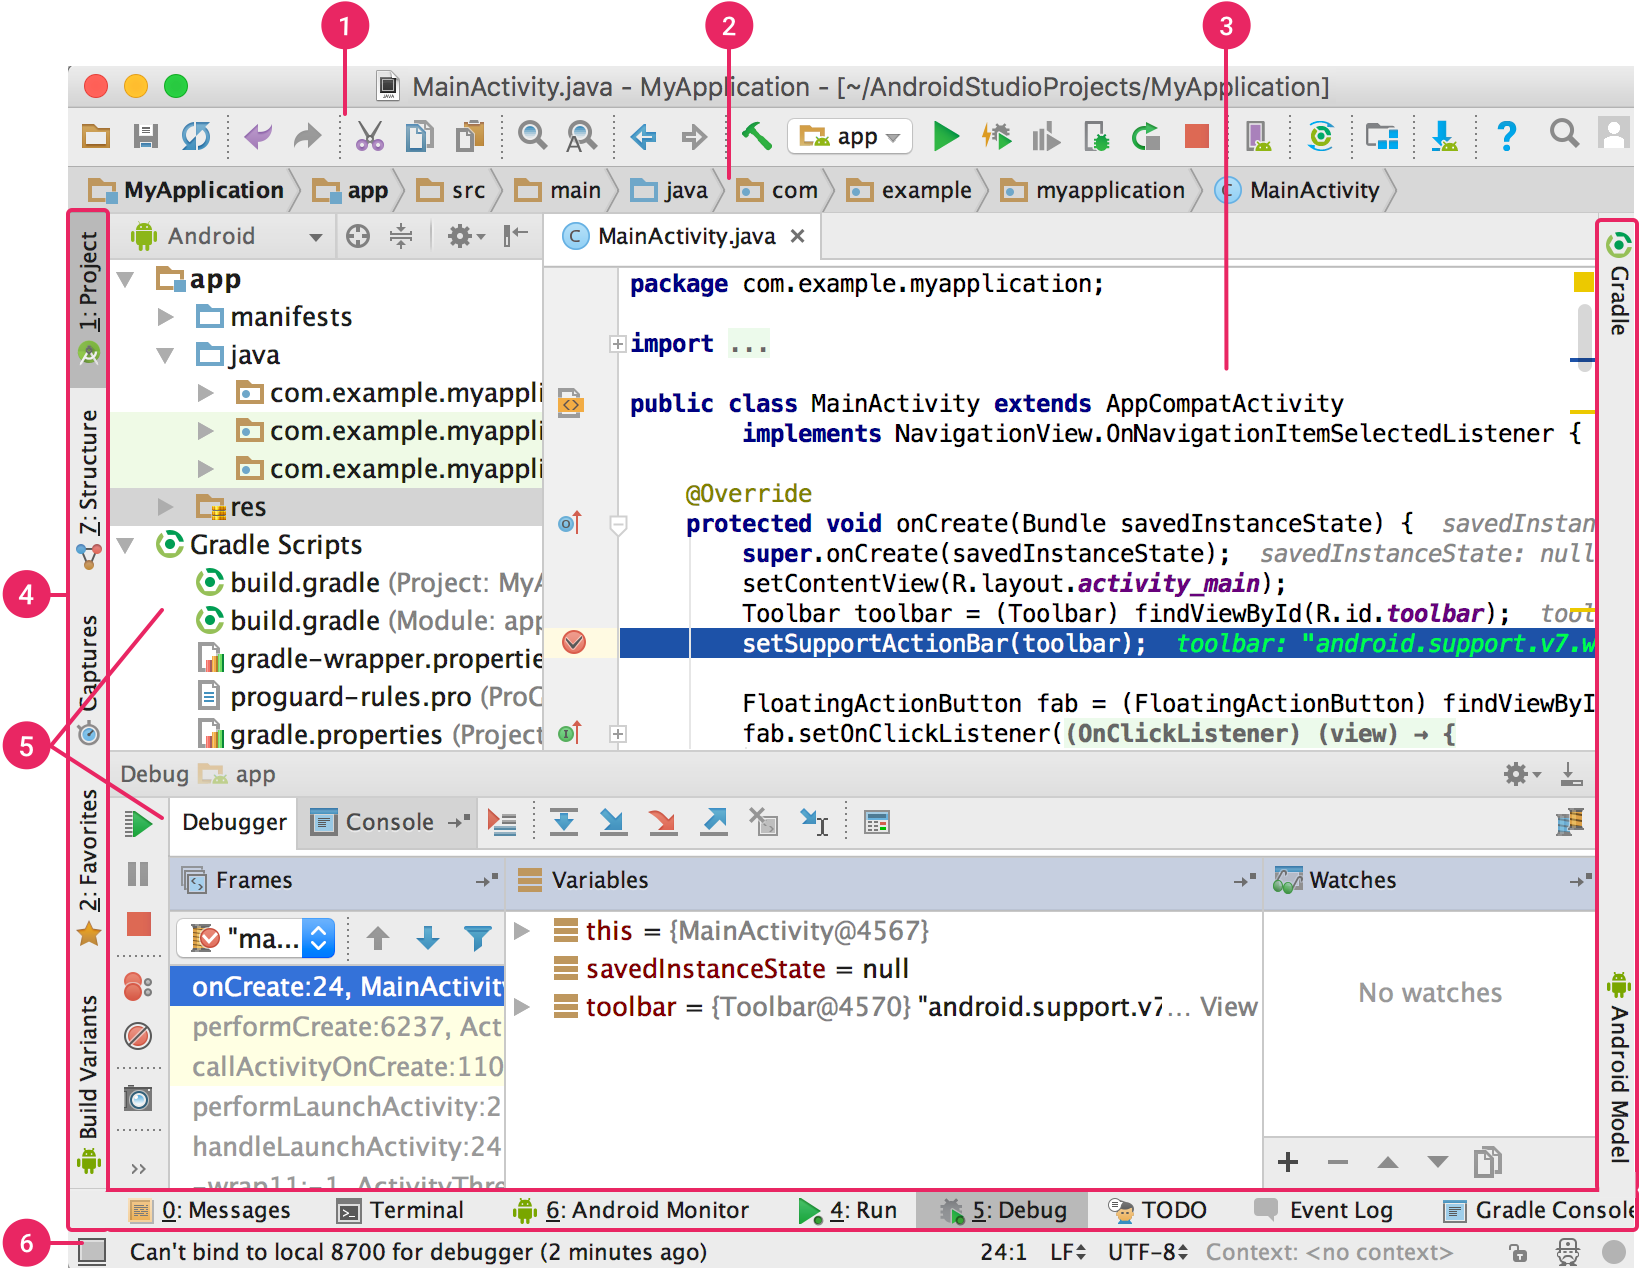 1
2
3
MainActivity.java - MyApplication - [~/AndroidStudioProjects/MyApplication]
app
MyApplication app src main java com example myapplication C MainActivity
1: Project
Z: Structure
Captures
2: Favorites
Build Variants
4
5
6
Android
app
manifests
java
com.example.myappli
com.example.myappli
com.example.myappli
res
Gradle Scripts
build.gradle (Project: MyA
build.gradle (Module: app
gradle-wrapper.propertie
proguard-rules.pro (ProC
gradle.properties (Project
C MainActivity.java
package com.example.myapplication;
import ...
public class MainActivity extends AppCompatActivity
implements NavigationView.OnNavigationItemSelectedListener {
@Override
protected void onCreate(Bundle savedInstanceState) { savedInstan
super.onCreate(savedInstanceState); savedInstanceState: null
setContentView(R.layout.activity_main);
Toolbar toolbar = (Toolbar) findViewById(R.id.toolbar); tool
setSupportActionBar(toolbar); toolbar: "android.support.v7.w
FloatingActionButton fab = (FloatingActionButton) findViewByI
fab.setOnClickListener((OnClickListener) (view) → {
Gradle
Android Model
Debug app
Debugger Console
Frames
Variables
Watches
"ma...
onCreate:24, MainActivity
performCreate:6237, Act
callActivityOnCreate:110
performLaunchActivity:2
handleLaunchActivity:24
-wrap11:-1, ActivityThre
this = {MainActivity@4567}
savedInstanceState = null
toolbar = {Toolbar@4570} "android.support.v7... View
No watches
0: Messages Terminal 6: Android Monitor 4: Run 5: Debug TODO Event Log Gradle Console
Can't bind to local 8700 for debugger (2 minutes ago) 24:1 LF UTF-8 Context: <no context>